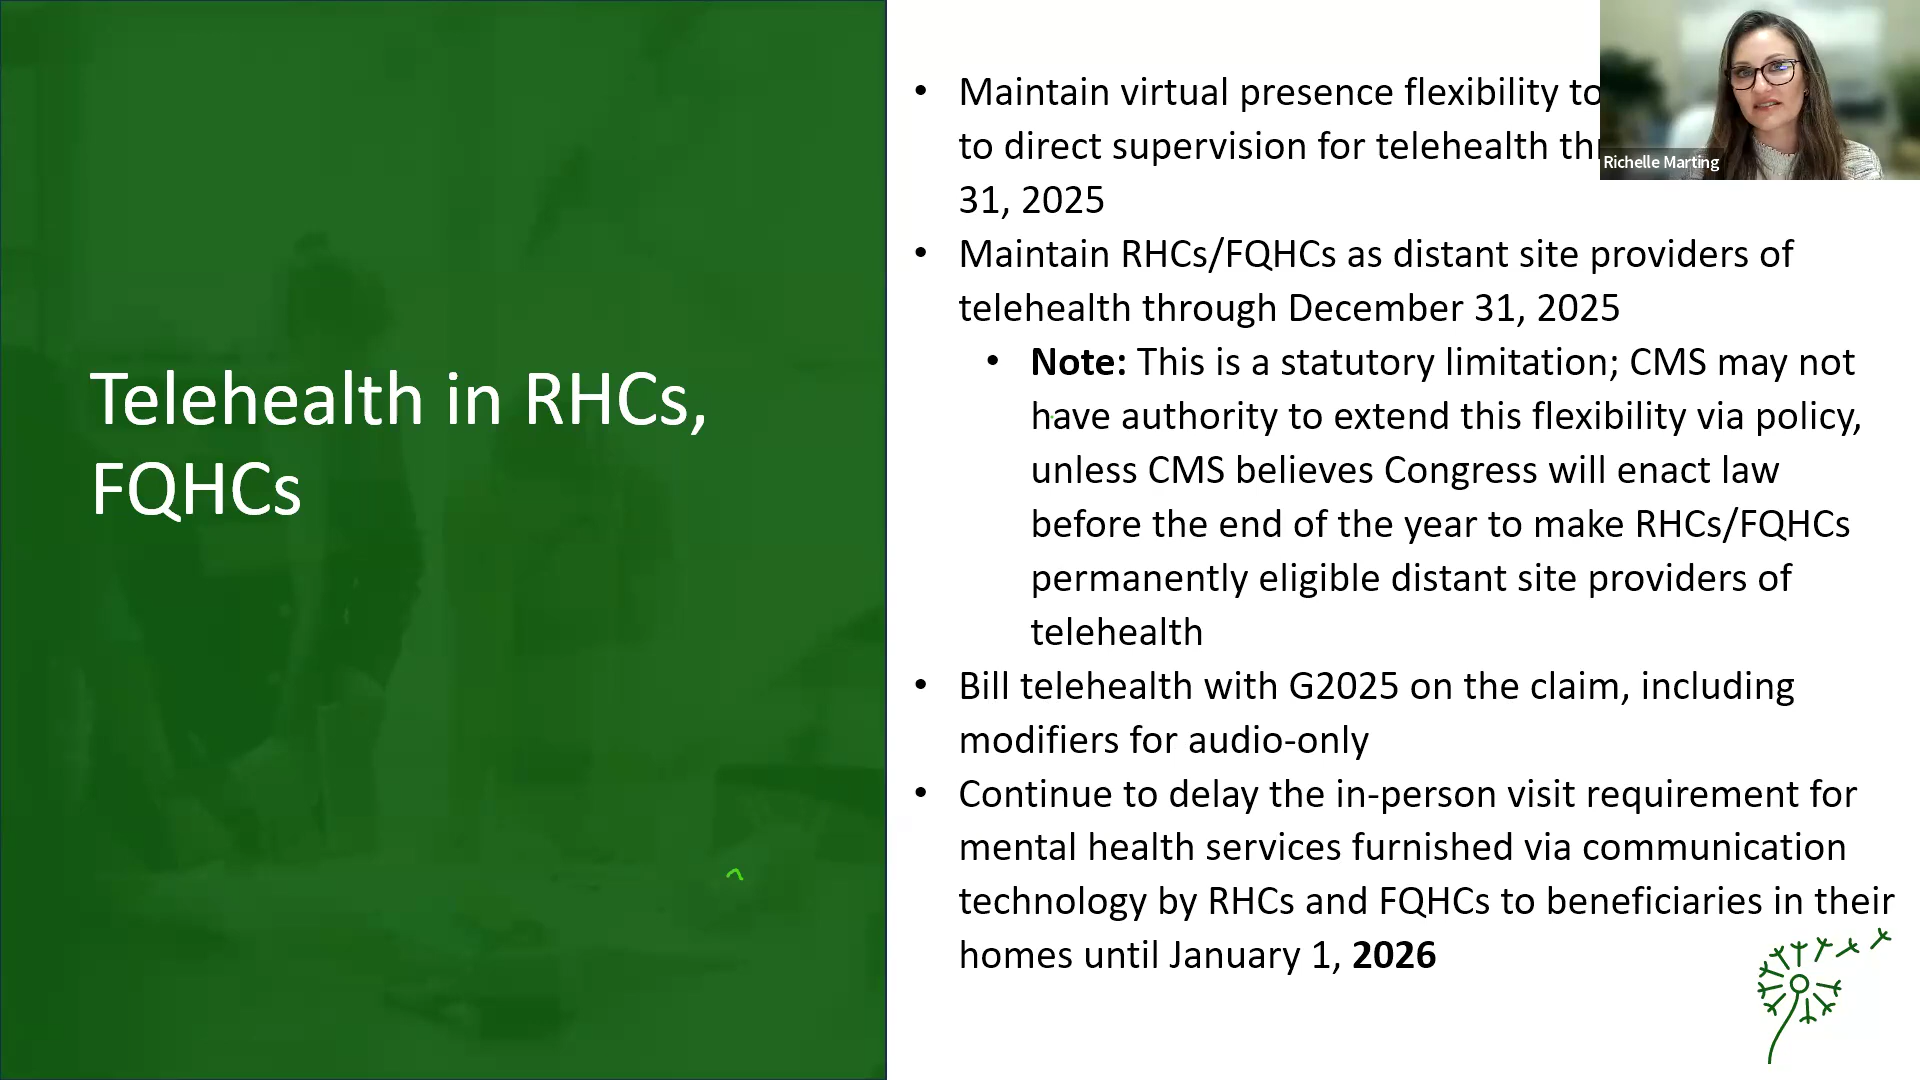 Telehealth in RHCs,
FQHCs
• Maintain virtual presence flexibility to
to direct supervision for telehealth
31, 2025
• Maintain RHCs/FQHCs as distant site providers of
telehealth through December 31, 2025
• Note: This is a statutory limitation; CMS may not
have authority to extend this flexibility via policy,
unless CMS believes Congress will enact law
before the end of the year to make RHCs/FQHCs
permanently eligible distant site providers of
telehealth
• Bill telehealth with G2025 on the claim, including
modifiers for audio-only
• Continue to delay the in-person visit requirement for
mental health services furnished via communication
technology by RHCs and FQHCs to beneficiaries in their
homes until January 1, 2026
Richelle Marting